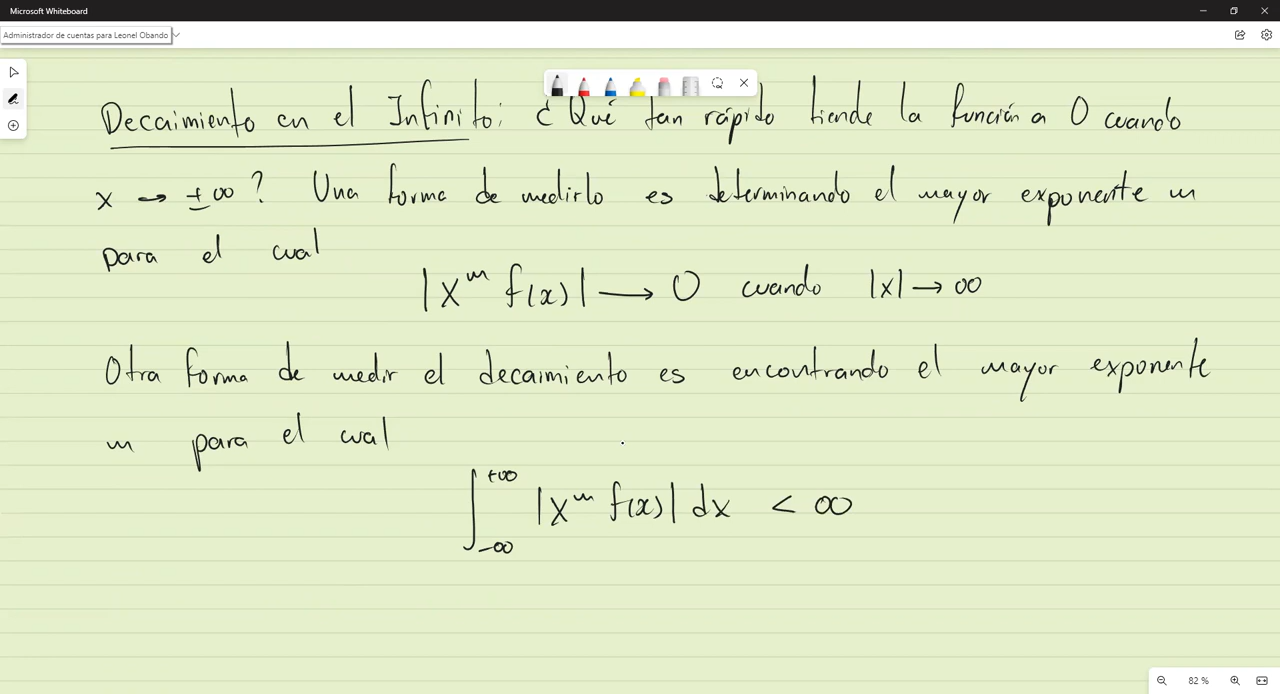 Microsoft Whiteboard
Administrador de cuentas para Leonel Obando
Decaimiento en el Infinito: ¿Qué tan rápido tiende la función a 0 cuando
x → ±∞? Una forma de medirlo es determinando el mayor exponente m
para el cual
|x^m f(x)| → 0 cuando |x| → ∞
Otra forma de medir el decaimiento es encontrando el mayor exponente
m para el cual
∫_{-∞}^{+∞} |x^m f(x)| dx < ∞
82 %